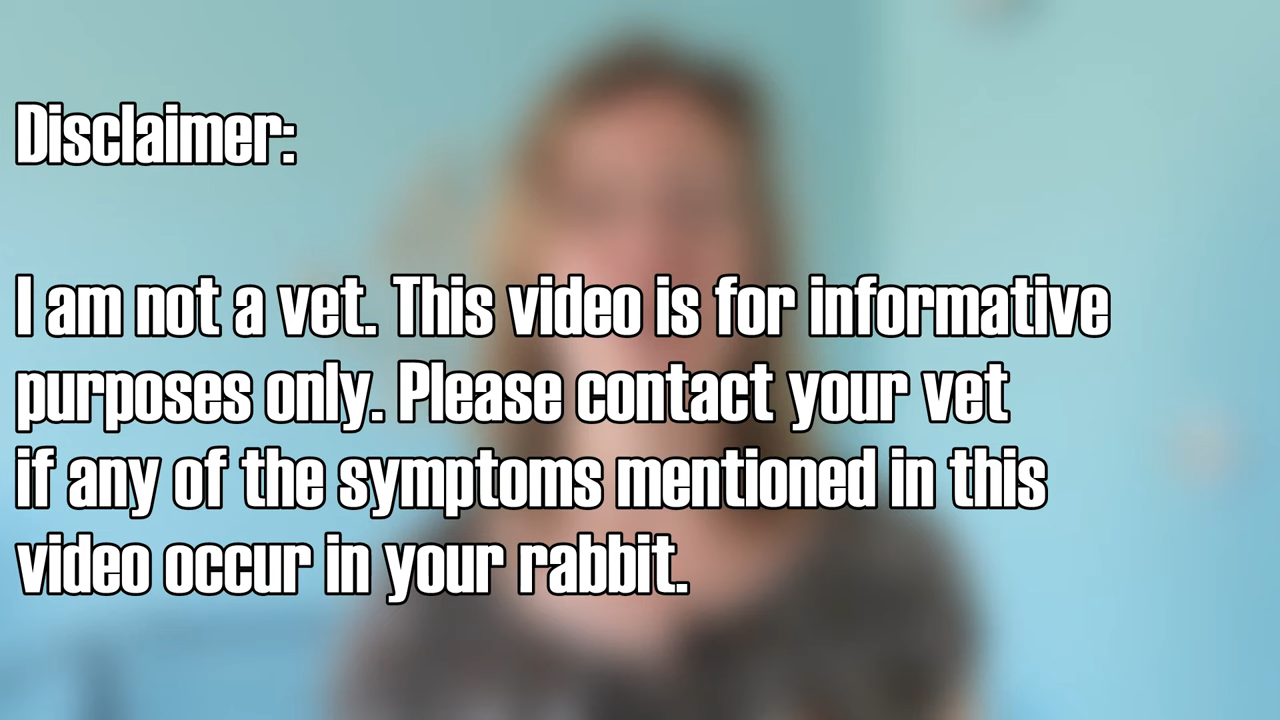 Disclaimer:
I am not a vet. This video is for informative
purposes only. Please contact your vet
if any of the symptoms mentioned in this
video occur in your rabbit.